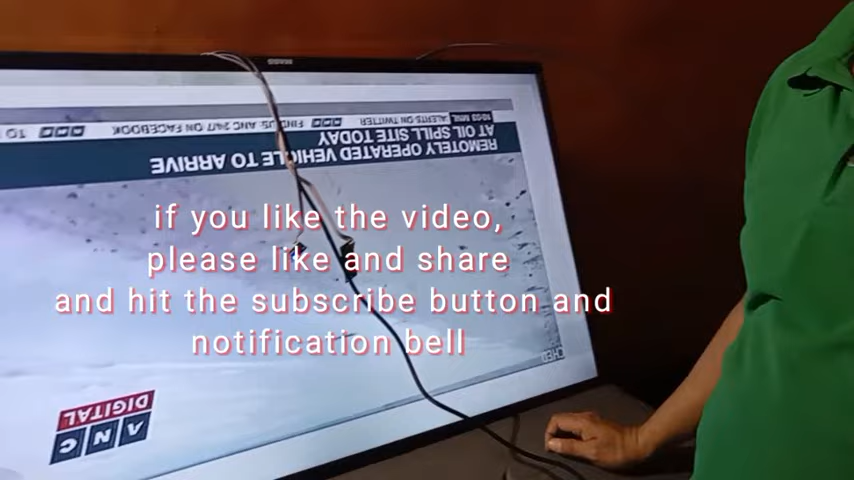 if you like the video,
please like and share
and hit the subscribe button and
notification bell
REMOTELY OPERATED VEHICLE TO ARRIVE
AT OIL SPILL SITE TODAY
ALERTS ON TWITTER
FIND US: ANC 24/7 ON FACEBOOK
ANC
DIGITAL